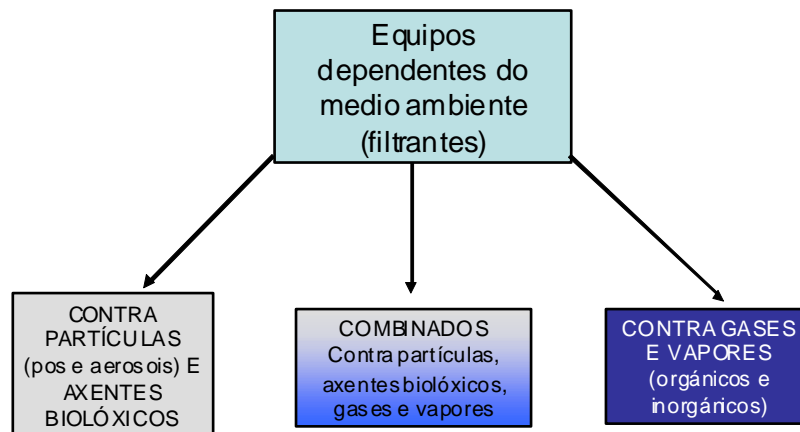 Equipos
dependentes do
medio ambiente
(filtrantes)
CONTRA
PARTÍCULAS
(pos e aerosois) E
AXENTES
BIOLÓXICOS
COMBINADOS
Contra partículas,
axentes biolóxicos,
gases e vapores
CONTRA GASES
E VAPORES
(orgánicos e
inorgánicos)